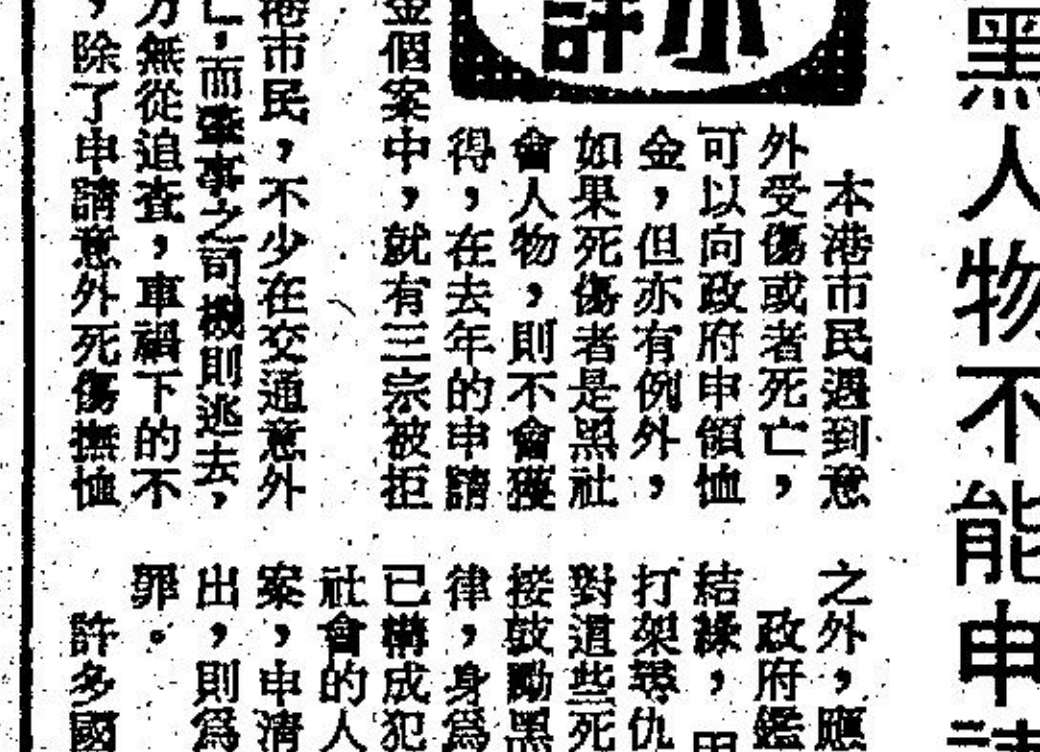 黑人物不能申請
小評
本港市民遇到意
外受傷或者死亡，
可以向政府申領恤
金，但亦有例外，
如果死傷者是黑社
會人物，則不會獲
得，在去年的申請
金個案中，就有三宗被拒
港市民，不少在交通意外
亡，而肇事之司機則逃去，
方無從追查，車禍下的不
，除了申請意外死傷撫恤
之外，應
政府鑑
結緣，
打架尋仇
對這些死
接鼓勵黑
律，身爲
已構成犯
社會的人
案，申請
出，則爲
罪。
許多國